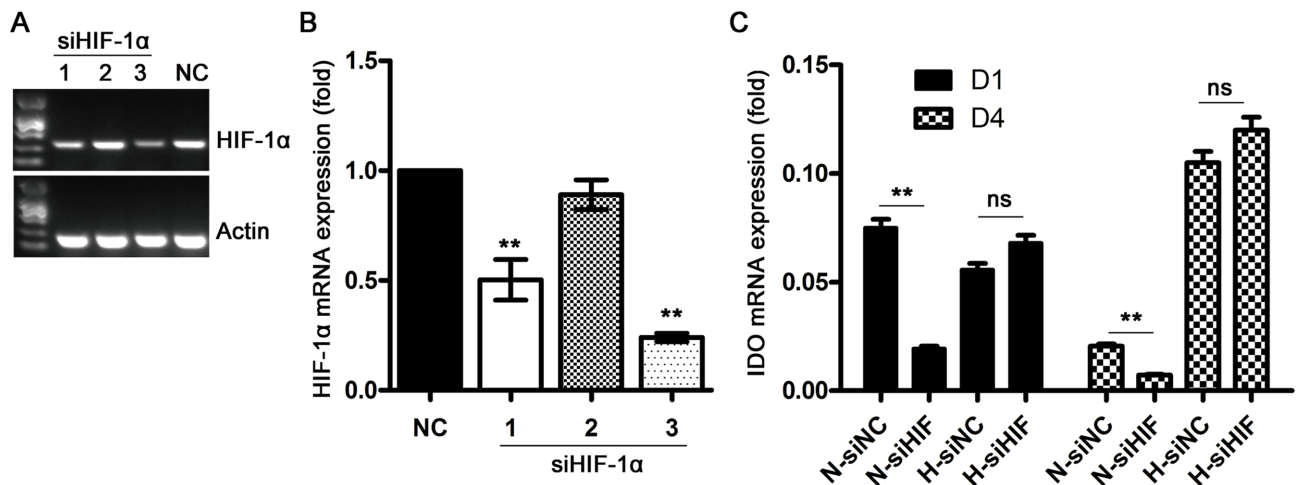 A
siHIF-1α
1 2 3 NC
HIF-1α
Actin
B
HIF-1α mRNA expression (fold)
1.5
1.0
0.5
0.0
**
**
NC 1 2 3
siHIF-1α
C
IDO mRNA expression (fold)
0.15
0.10
0.05
0.00
D1
D4
**
ns
**
ns
N-siNC
N-siHIF
H-siNC
H-siHIF
N-siNC
N-siHIF
H-siNC
H-siHIF